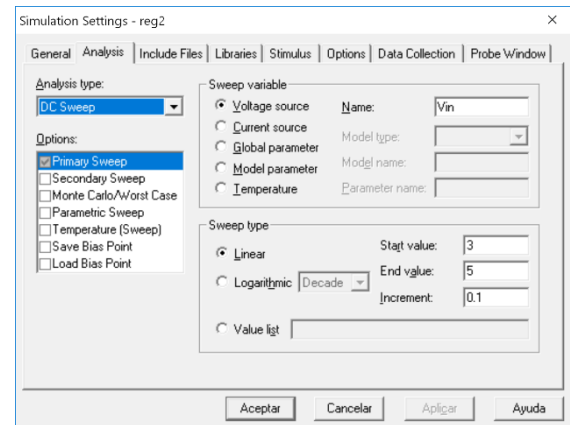 Simulation Settings - reg2
General Analysis Include Files Libraries Stimulus Options Data Collection Probe Window
Analysis type:
DC Sweep
Options:
Primary Sweep
Secondary Sweep
Monte Carlo/Worst Case
Parametric Sweep
Temperature (Sweep)
Save Bias Point
Load Bias Point
Sweep variable
Voltage source Name: Vin
Current source Model type:
Global parameter
Model parameter Model name:
Temperature Parameter name:
Sweep type
Linear Start value: 3
End value: 5
Logarithmic Decade Increment: 0.1
Value list
Aceptar Cancelar Aplicar Ayuda